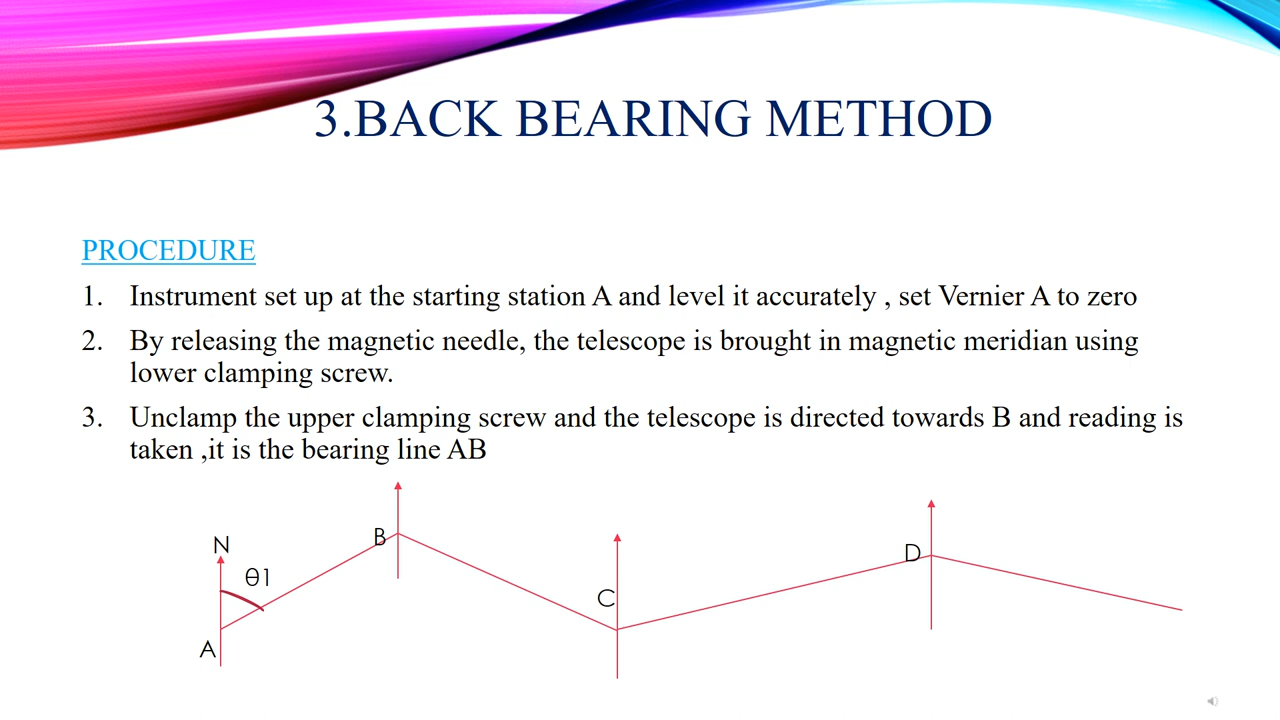 3.BACK BEARING METHOD
PROCEDURE
1. Instrument set up at the starting station A and level it accurately , set Vernier A to zero
2. By releasing the magnetic needle, the telescope is brought in magnetic meridian using
lower clamping screw.
3. Unclamp the upper clamping screw and the telescope is directed towards B and reading is
taken ,it is the bearing line AB
B
N
D
θ1
C
A